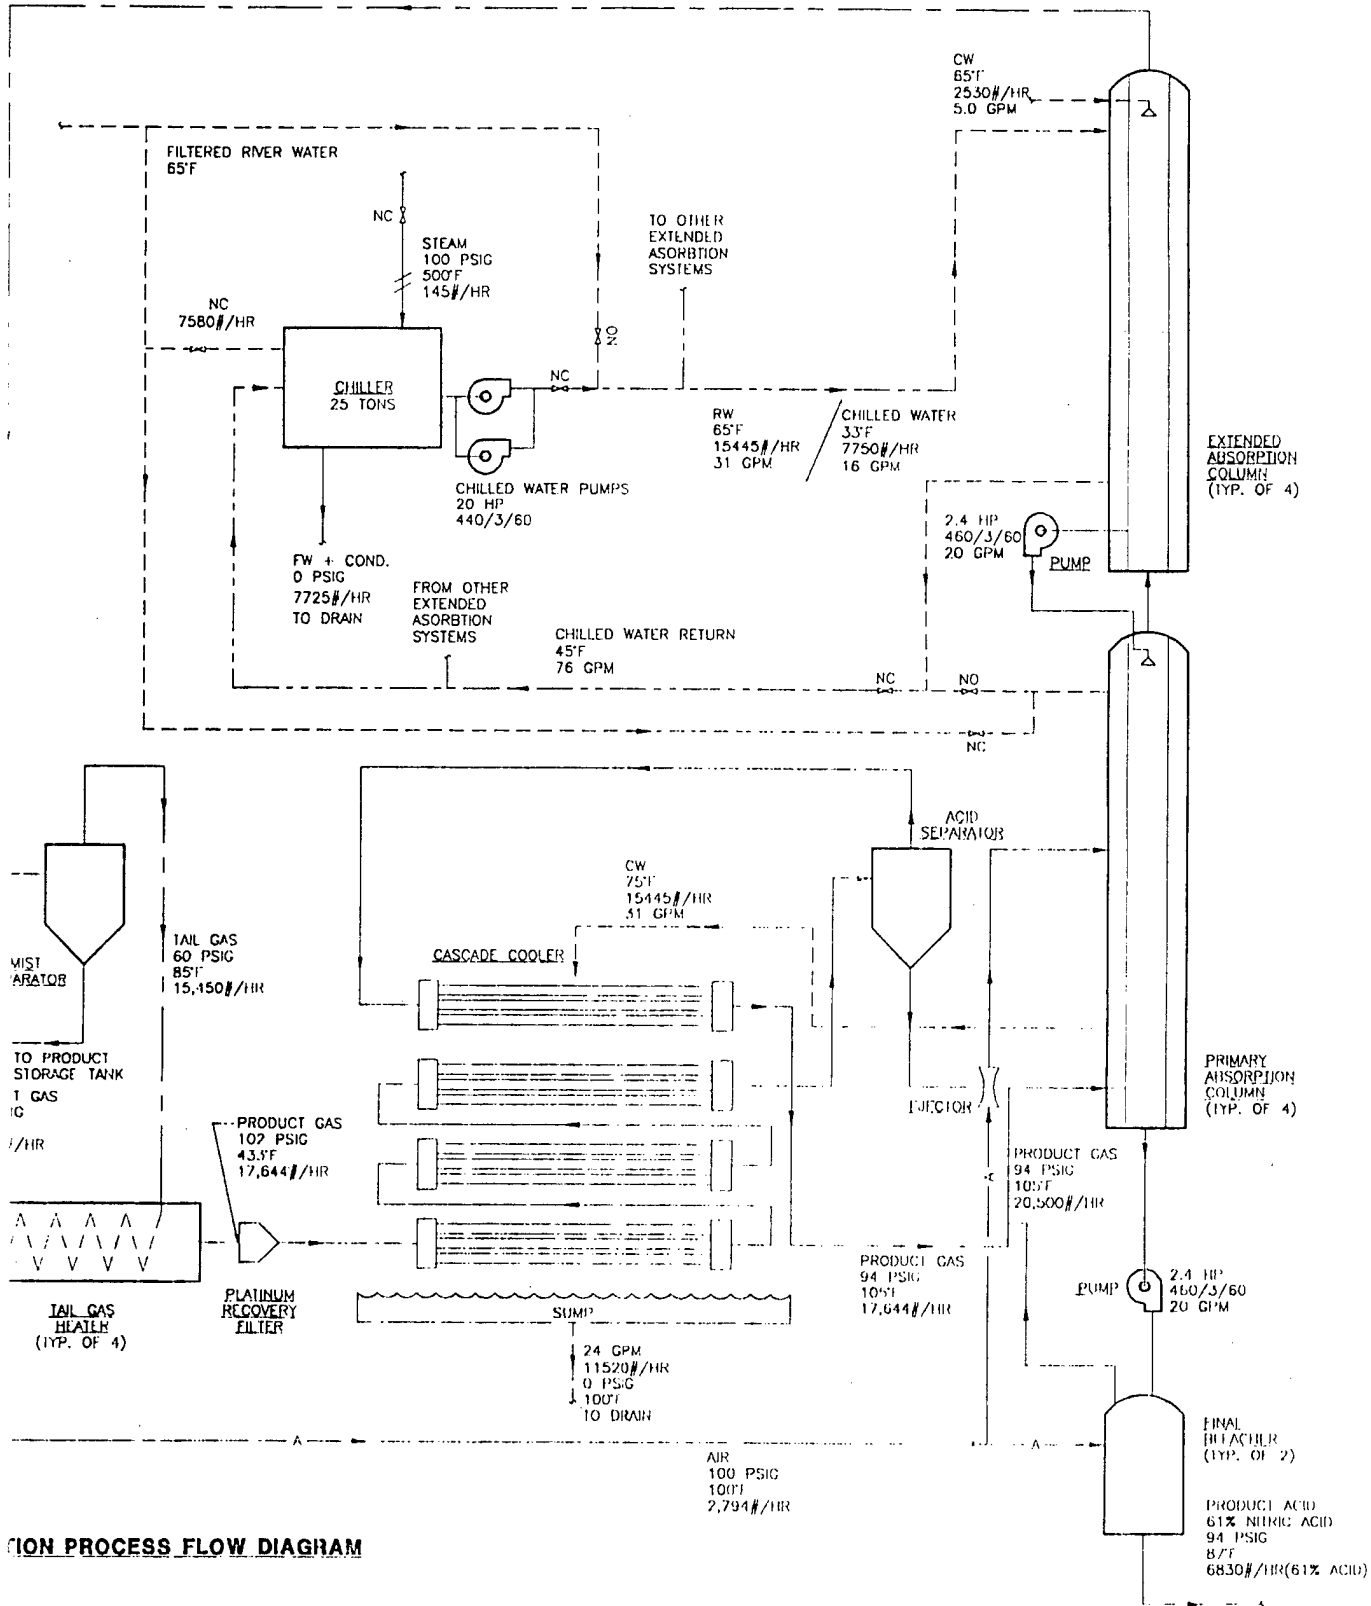 CW
65°F
2530#/HR
5.0 GPM
FILTERED RIVER WATER
65°F
NC
STEAM
100 PSIG
500°F
145#/HR
TO OTHER
EXTENDED
ASORBTION
SYSTEMS
NC
7580#/HR
NO
CHILLER
25 TONS
NC
RW
65°F
15445#/HR
31 GPM
CHILLED WATER
33°F
7750#/HR
16 GPM
EXTENDED
ABSORPTION
COLUMN
(TYP. OF 4)
CHILLED WATER PUMPS
20 HP
440/3/60
2.4 HP
460/3/60
20 GPM
PUMP
FW + COND.
0 PSIG
7725#/HR
TO DRAIN
FROM OTHER
EXTENDED
ASORBTION
SYSTEMS
CHILLED WATER RETURN
45°F
76 GPM
NC
NO
NC
ACID
SEPARATOR
CW
75°F
15445#/HR
31 GPM
CASCADE COOLER
TAIL GAS
60 PSIG
85°F
15,450#/HR
MIST
ARATOR
TO PRODUCT
STORAGE TANK
T GAS
IG
/HR
PRIMARY
ABSORPTION
COLUMN
(TYP. OF 4)
INJECTOR
PRODUCT GAS
102 PSIG
433°F
17,644#/HR
PRODUCT GAS
94 PSIG
105°F
20,500#/HR
A
PRODUCT GAS
94 PSIG
105°F
17,644#/HR
PUMP
2.4 HP
460/3/60
20 GPM
TAIL GAS
HEATER
(TYP. OF 4)
PLATINUM
RECOVERY
FILTER
SUMP
24 GPM
11520#/HR
0 PSIG
100°F
TO DRAIN
A
A
AIR
100 PSIG
100°F
2,794#/HR
FINAL
BLEACHER
(TYP. OF 2)
PRODUCT ACID
61% NITRIC ACID
94 PSIG
87°F
6830#/HR(61% ACID)
TION PROCESS FLOW DIAGRAM